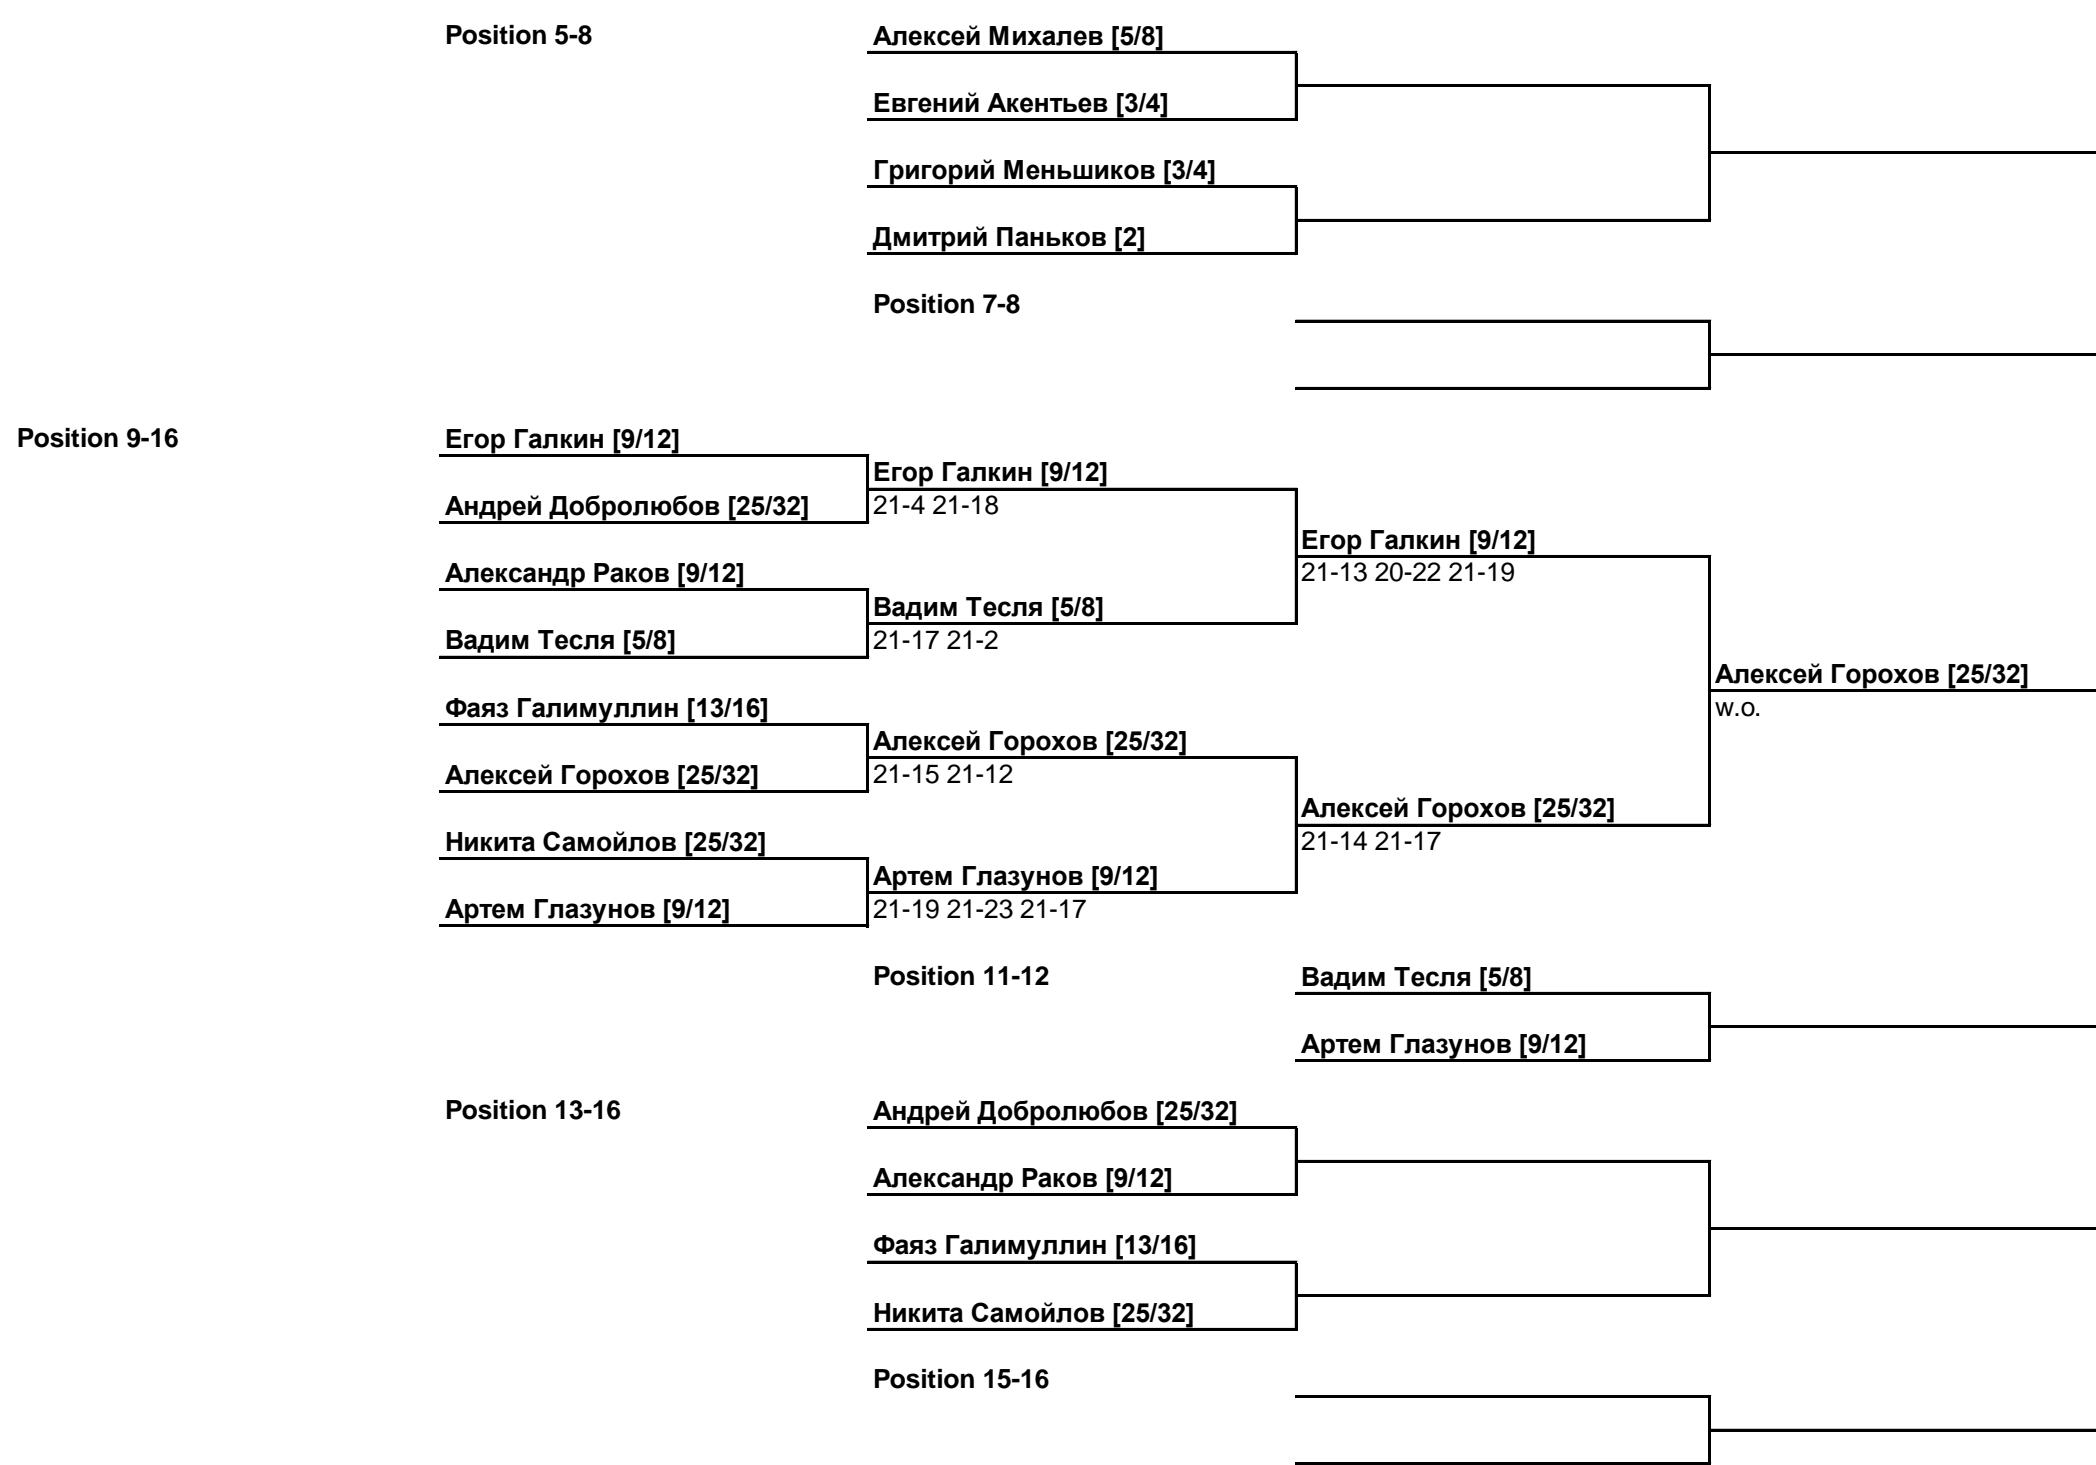 Position 5-8
Алексей Михалев [5/8]
Евгений Акентьев [3/4]
Григорий Меньшиков [3/4]
Дмитрий Паньков [2]
Position 7-8
Position 9-16
Егор Галкин [9/12]
Егор Галкин [9/12]
Андрей Добролюбов [25/32]
21-4 21-18
Егор Галкин [9/12]
Александр Раков [9/12]
21-13 20-22 21-19
Вадим Тесля [5/8]
Вадим Тесля [5/8]
21-17 21-2
Алексей Горохов [25/32]
Фаяз Галимуллин [13/16]
w.o.
Алексей Горохов [25/32]
Алексей Горохов [25/32]
21-15 21-12
Алексей Горохов [25/32]
Никита Самойлов [25/32]
21-14 21-17
Артем Глазунов [9/12]
Артем Глазунов [9/12]
21-19 21-23 21-17
Position 11-12
Вадим Тесля [5/8]
Артем Глазунов [9/12]
Position 13-16
Андрей Добролюбов [25/32]
Александр Раков [9/12]
Фаяз Галимуллин [13/16]
Никита Самойлов [25/32]
Position 15-16